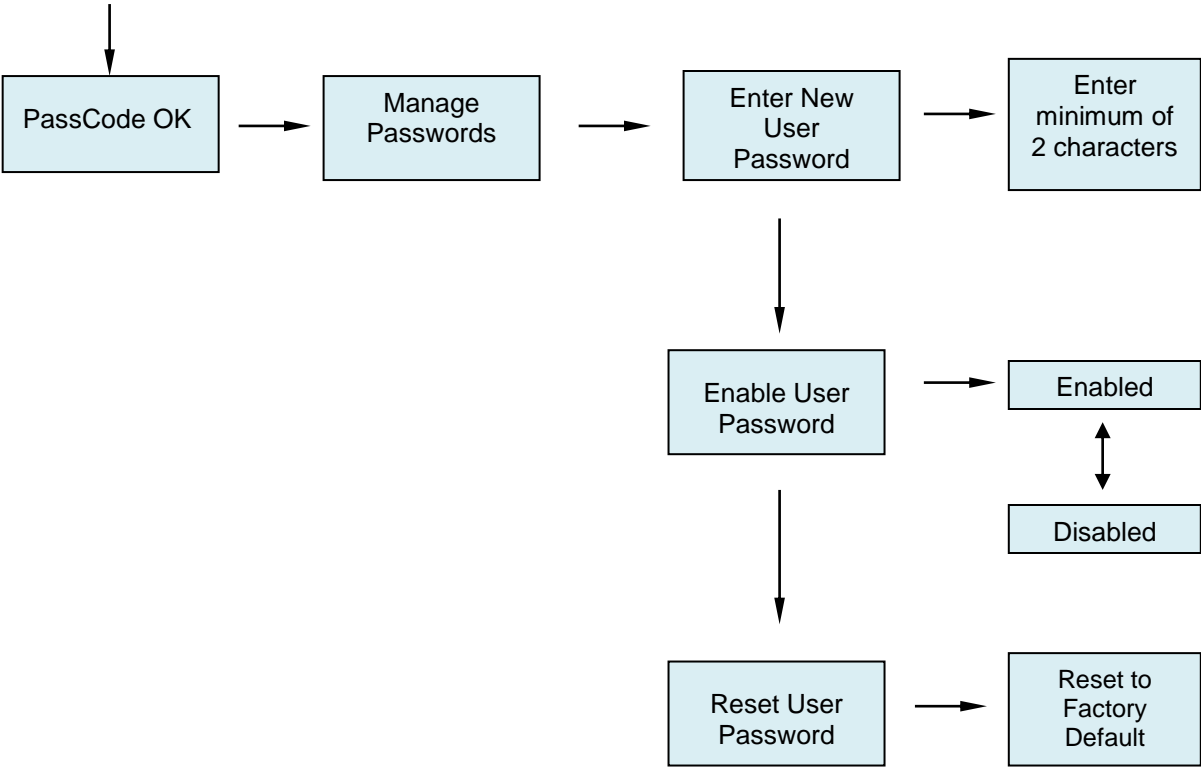 PassCode OK
Manage
Passwords
Enter New
User
Password
Enter
minimum of
2 characters
Enable User
Password
Enabled
Disabled
Reset User
Password
Reset to
Factory
Default